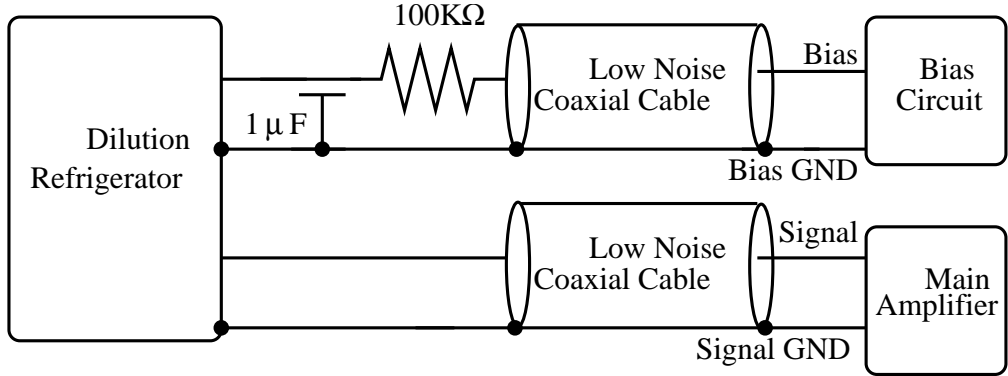 100KΩ
Low Noise
Coaxial Cable
Bias
Bias
Circuit
1 μ F
Dilution
Refrigerator
Bias GND
Low Noise
Coaxial Cable
Signal
Main
Amplifier
Signal GND